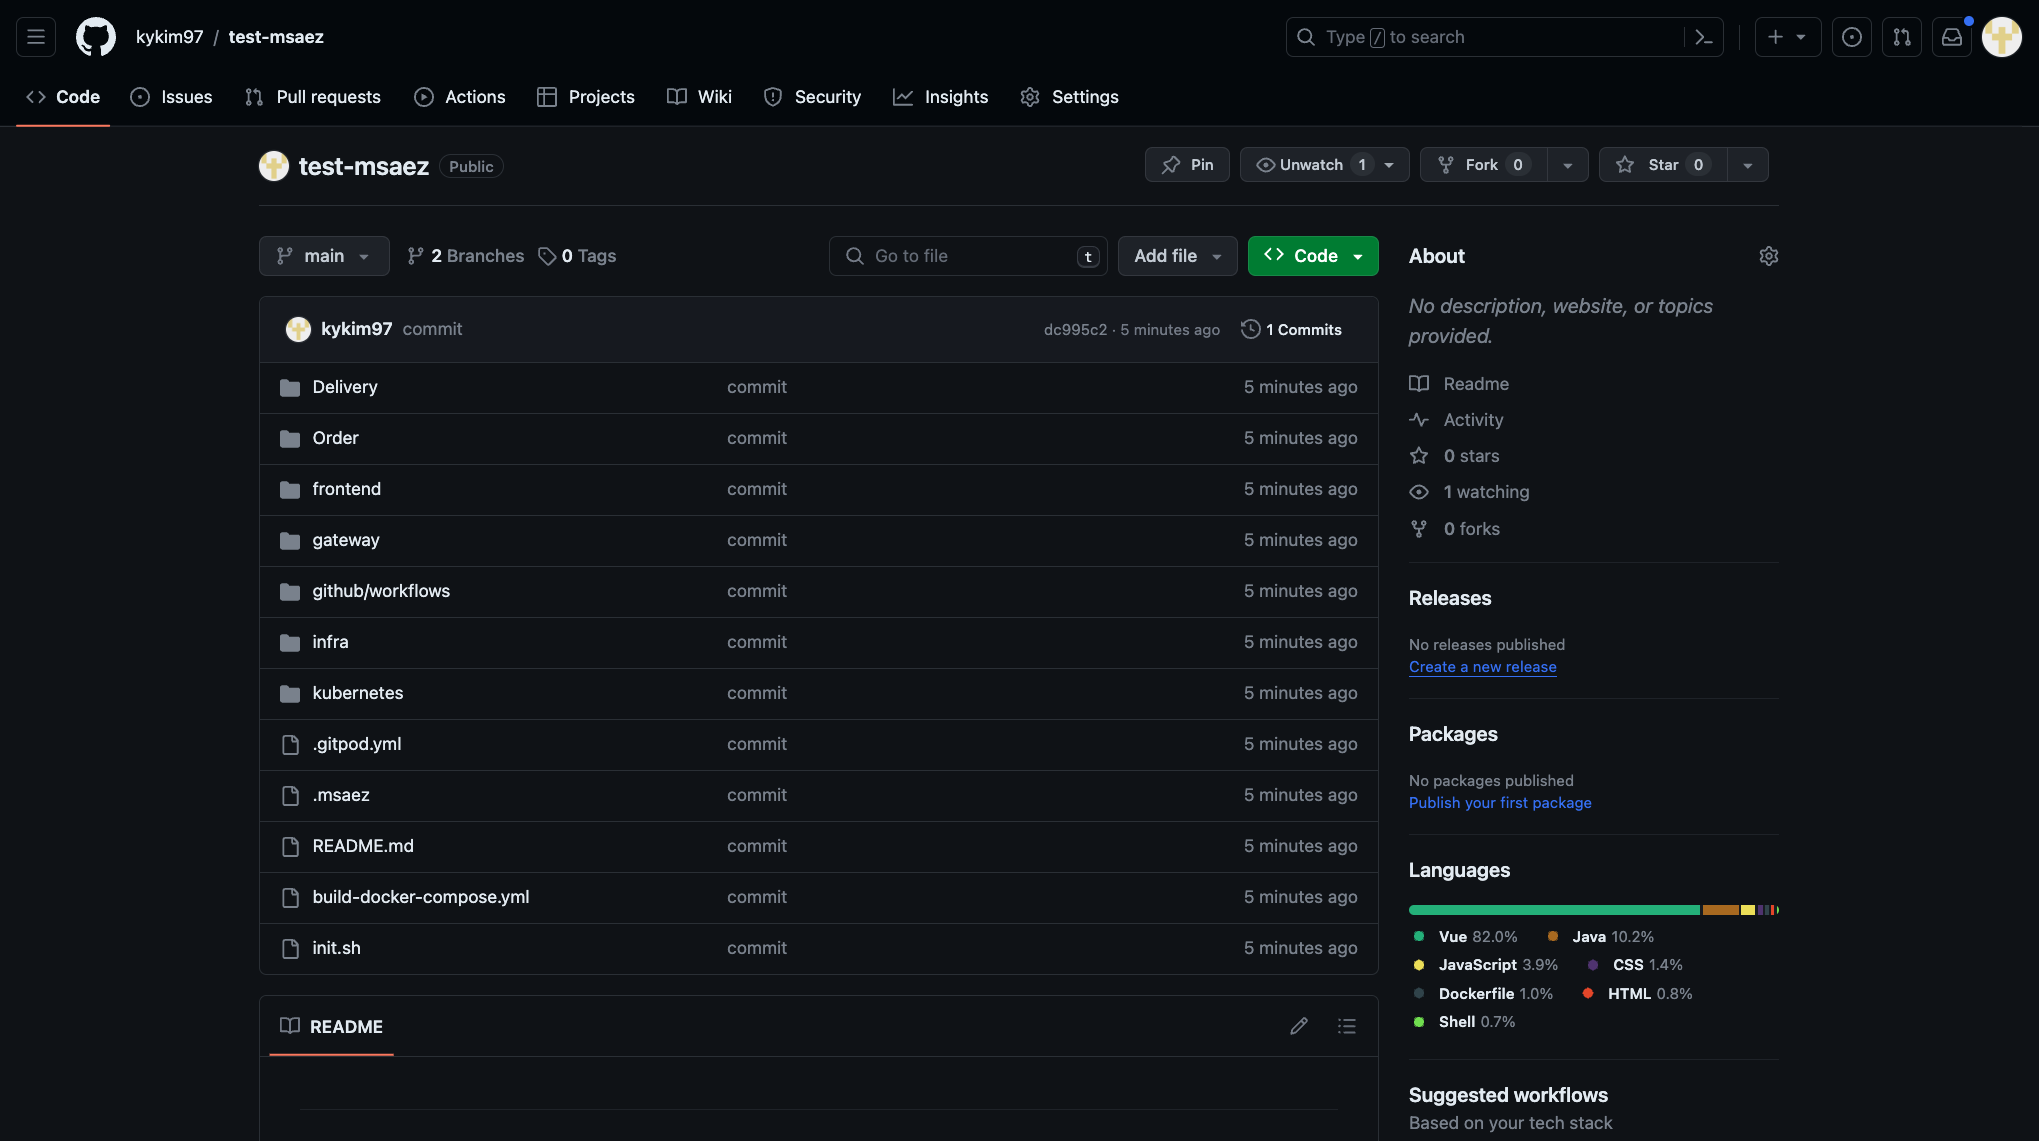 kykim97 / test-msaez
Type / to search
Code Issues Pull requests Actions Projects Wiki Security Insights Settings
test-msaez Public
Pin Unwatch 1 Fork 0 Star 0
main 2 Branches 0 Tags Go to file t Add file Code
kykim97 commit dc995c2 · 5 minutes ago 1 Commits
Delivery commit 5 minutes ago
Order commit 5 minutes ago
frontend commit 5 minutes ago
gateway commit 5 minutes ago
github/workflows commit 5 minutes ago
infra commit 5 minutes ago
kubernetes commit 5 minutes ago
.gitpod.yml commit 5 minutes ago
.msaez commit 5 minutes ago
README.md commit 5 minutes ago
build-docker-compose.yml commit 5 minutes ago
init.sh commit 5 minutes ago
README
About
No description, website, or topics
provided.
Readme
Activity
0 stars
1 watching
0 forks
Releases
No releases published
Create a new release
Packages
No packages published
Publish your first package
Languages
Vue 82.0% Java 10.2%
JavaScript 3.9% CSS 1.4%
Dockerfile 1.0% HTML 0.8%
Shell 0.7%
Suggested workflows
Based on your tech stack